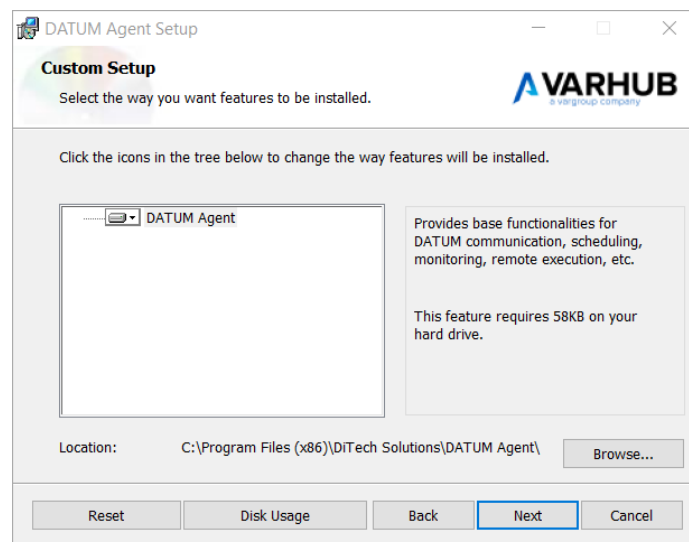 DATUM Agent Setup
Custom Setup
Select the way you want features to be installed.
VARHUB
a vargroup company
Click the icons in the tree below to change the way features will be installed.
DATUM Agent
Provides base functionalities for
DATUM communication, scheduling,
monitoring, remote execution, etc.
This feature requires 58KB on your
hard drive.
Location: C:\Program Files (x86)\DiTech Solutions\DATUM Agent\ Browse...
Reset Disk Usage Back Next Cancel